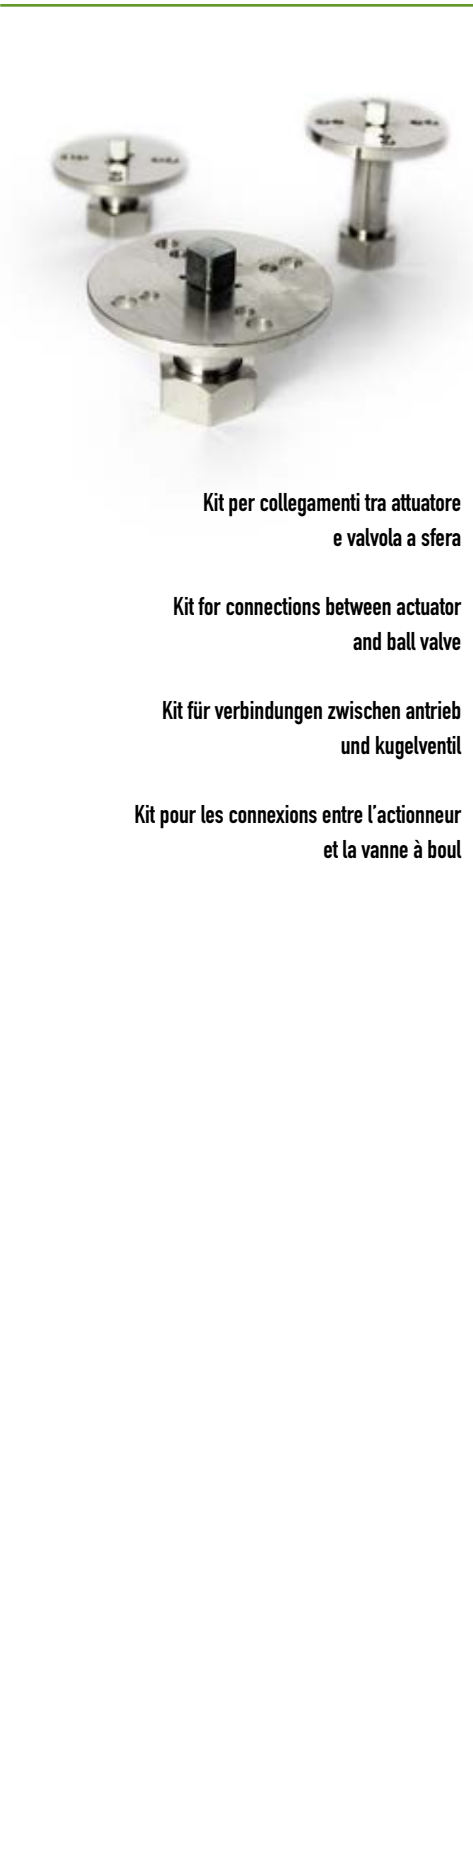 Kit per collegamenti tra attuatore
e valvola a sfera
Kit for connections between actuator
and ball valve
Kit für verbindungen zwischen antrieb
und kugelventil
Kit pour les connexions entre l'actionneur
et la vanne à boul